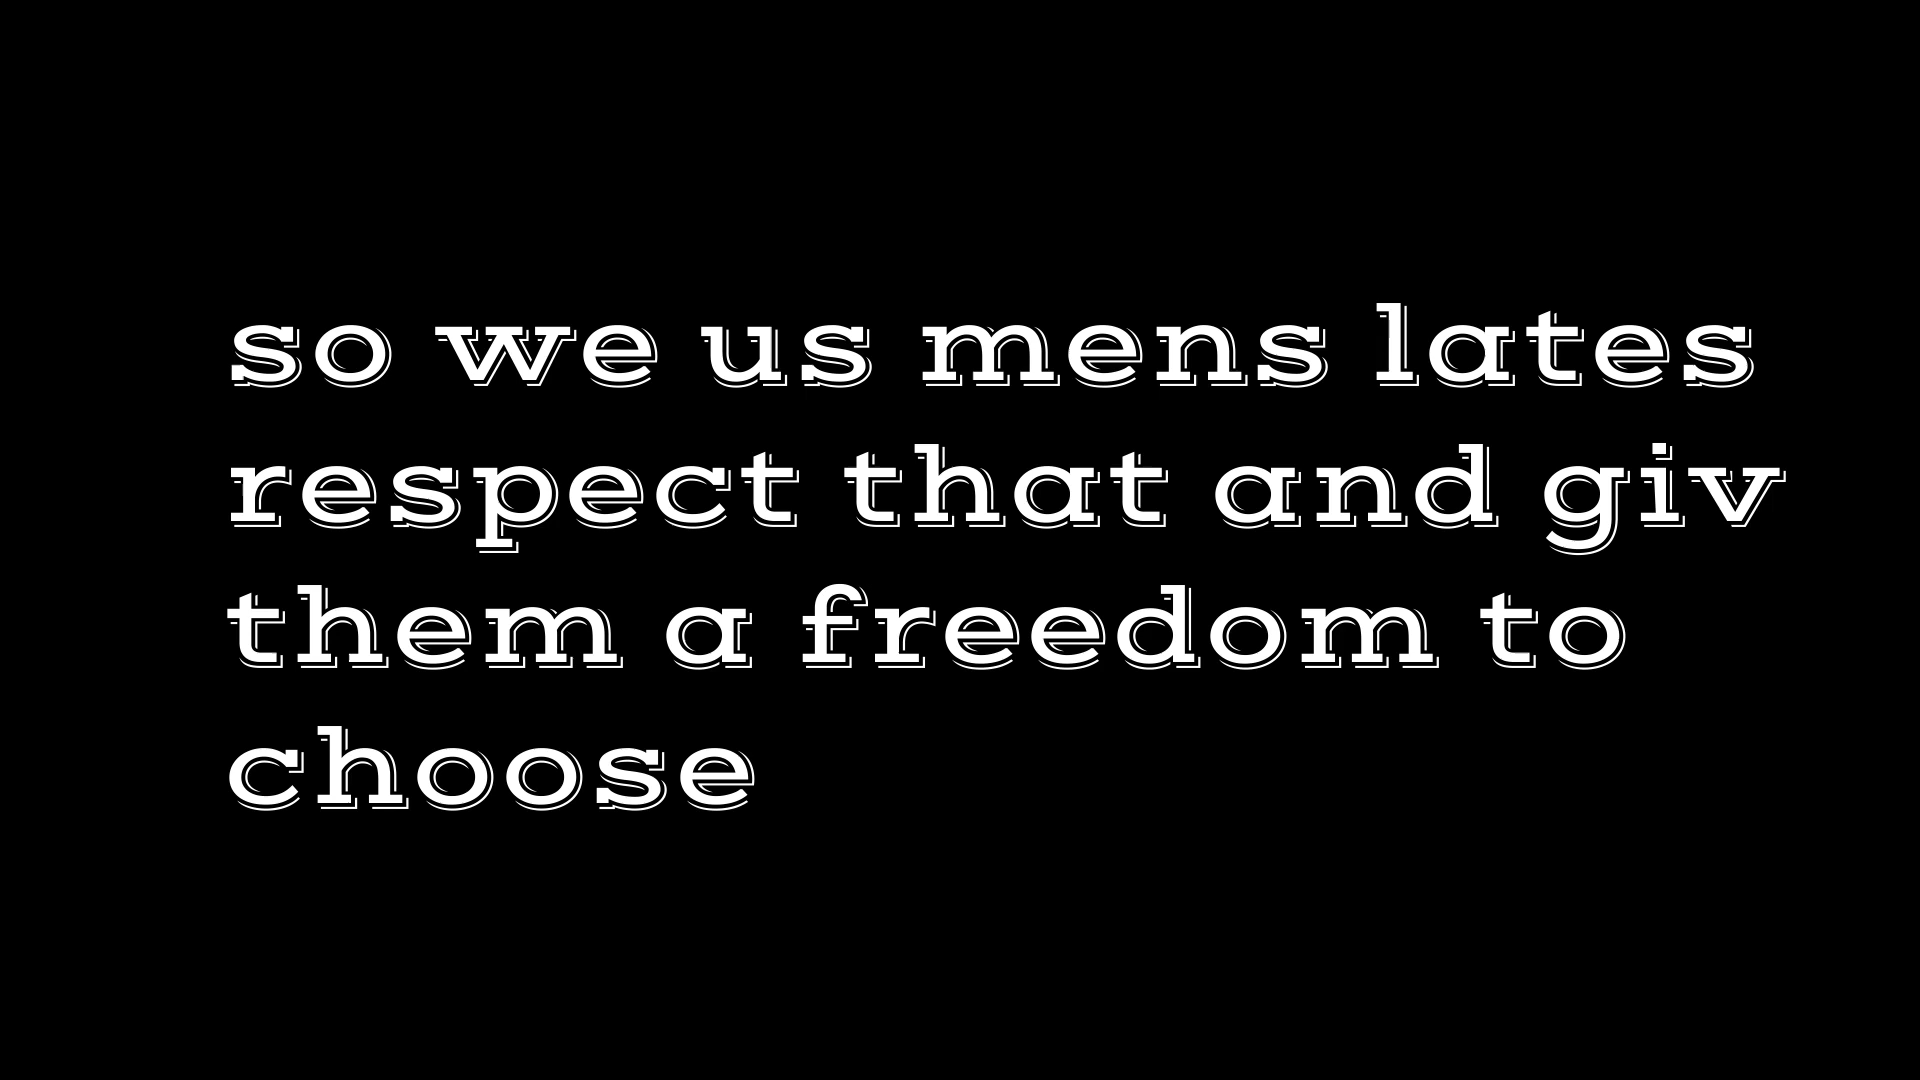 so we us mens lates
respect that and giv
them a freedom to
choose